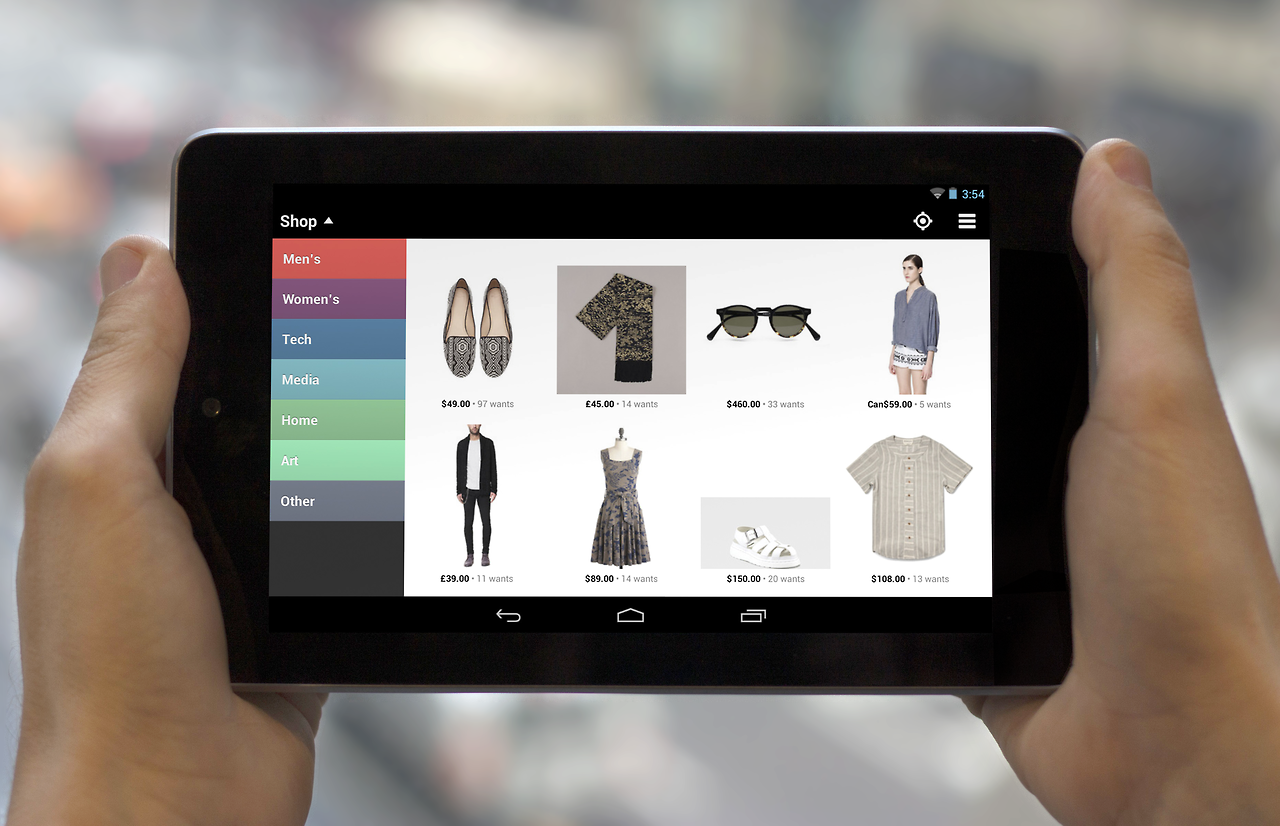 3:54
Shop
Men's
Women's
Tech
Media
Home
Art
Other
$49.00 • 97 wants
£45.00 • 14 wants
$460.00 • 33 wants
Can$59.00 • 5 wants
£39.00 • 11 wants
$89.00 • 14 wants
$150.00 • 20 wants
$108.00 • 13 wants